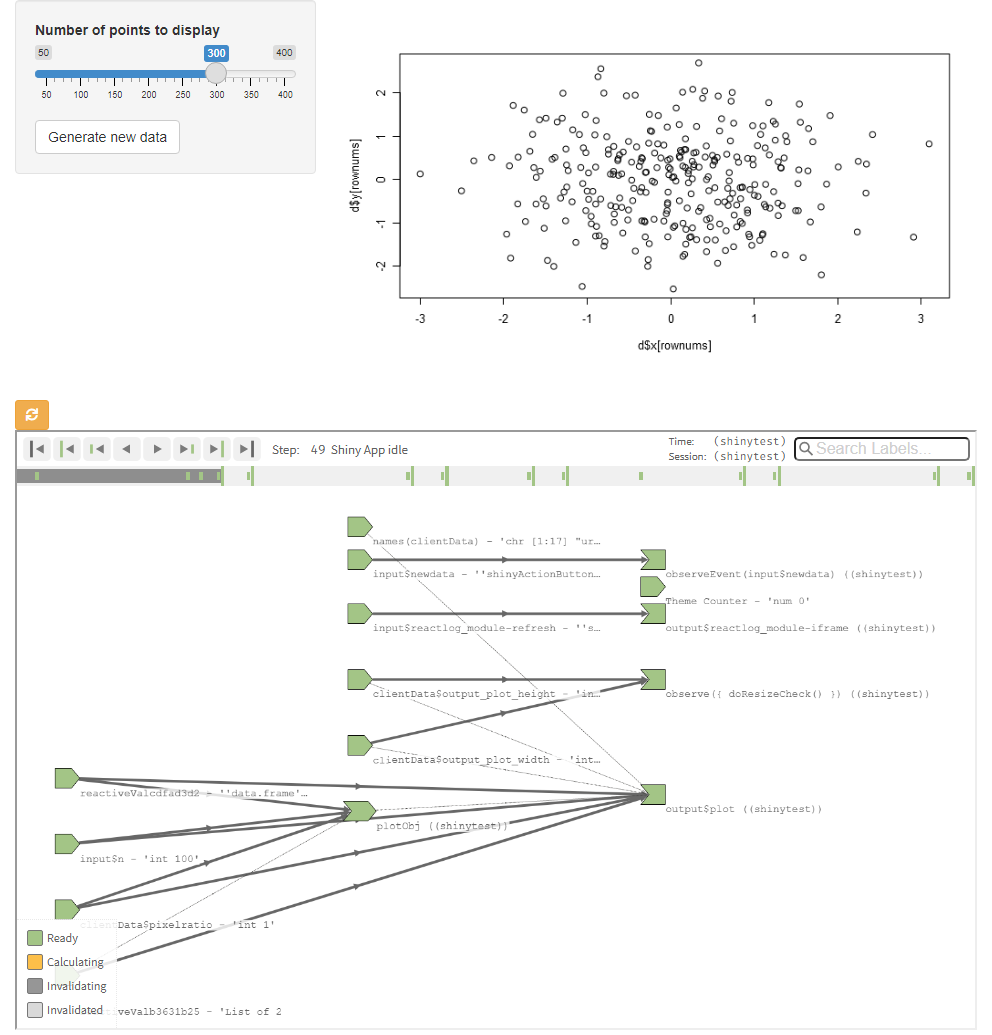 Number of points to display
50 300 400
50 100 150 200 250 300 350 400
Generate new data
d$y[rownums]
2
1
0
-1
-2
-3 -2 -1 0 1 2 3
d$x[rownums]
Step: 49 Shiny App idle
Time: (shinytest)
Session: (shinytest)
Search Labels...
names(clientData) – 'chr [1:17] "ur…
input$newdata – ''shinyActionButton…
observeEvent(input$newdata) ((shinytest))
Theme Counter – 'num 0'
input$reactlog_module-refresh – ''s…
output$reactlog_module-iframe ((shinytest))
clientData$output_plot_height – 'in…
observe({ doResizeCheck() }) ((shinytest))
clientData$output_plot_width – 'int…
reactiveValcdfad3d2 – ''data.frame'…
output$plot ((shinytest))
plotObj ((shinytest))
input$n – 'int 100'
clientData$pixelratio – 'int 1'
Ready
Calculating
Invalidating
Invalidated
iveValb3631b25 – 'List of 2